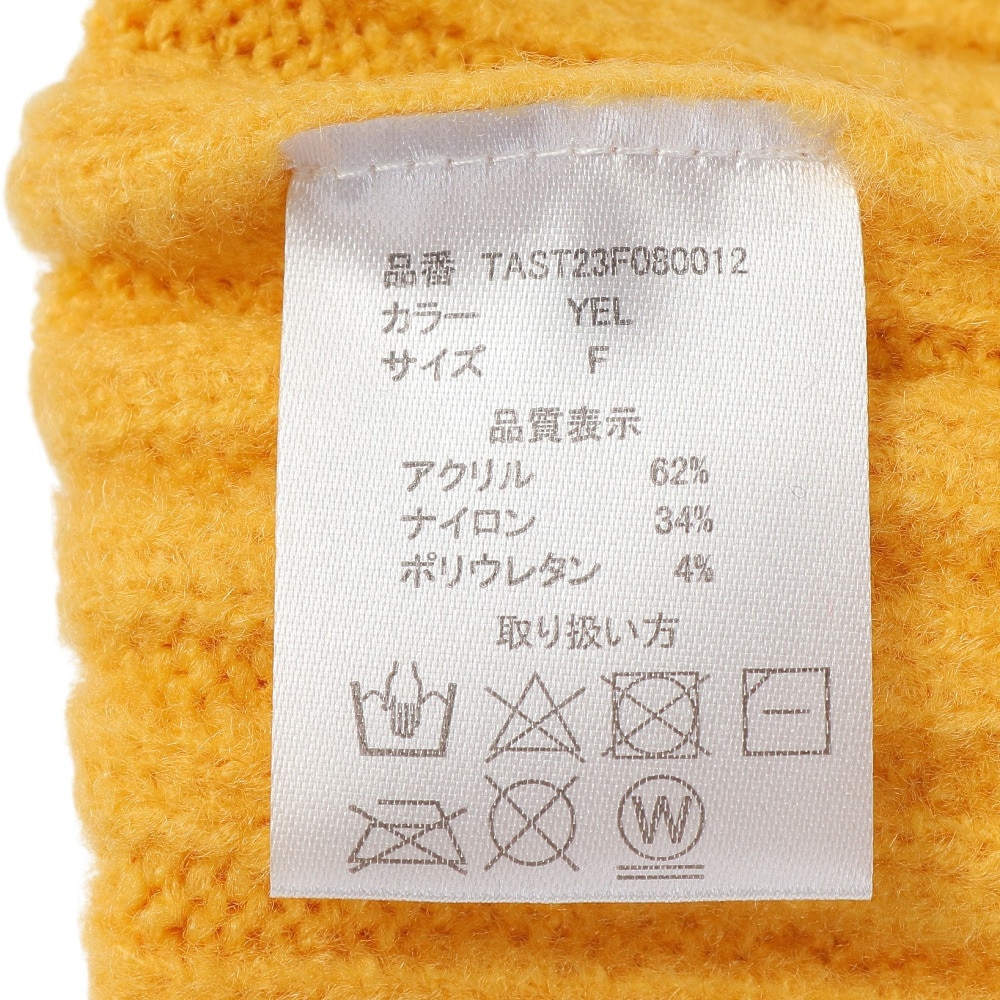 品番 TAST23F080012
カラー YEL
サイズ F
品質表示
アクリル 62%
ナイロン 34%
ポリウレタン 4%
取り扱い方
W